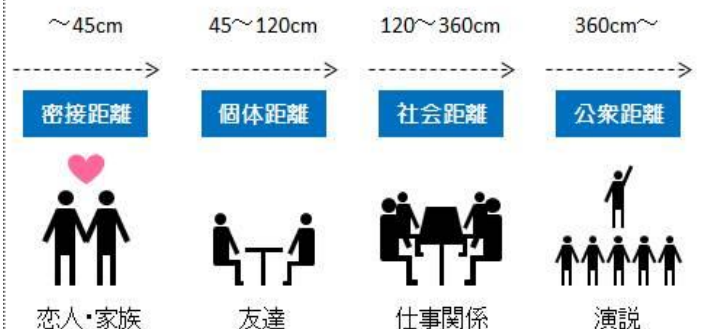 ～45cm
45～120cm
120～360cm
360cm～
密接距離
個体距離
社会距離
公衆距離
恋人・家族
友達
仕事関係
演説